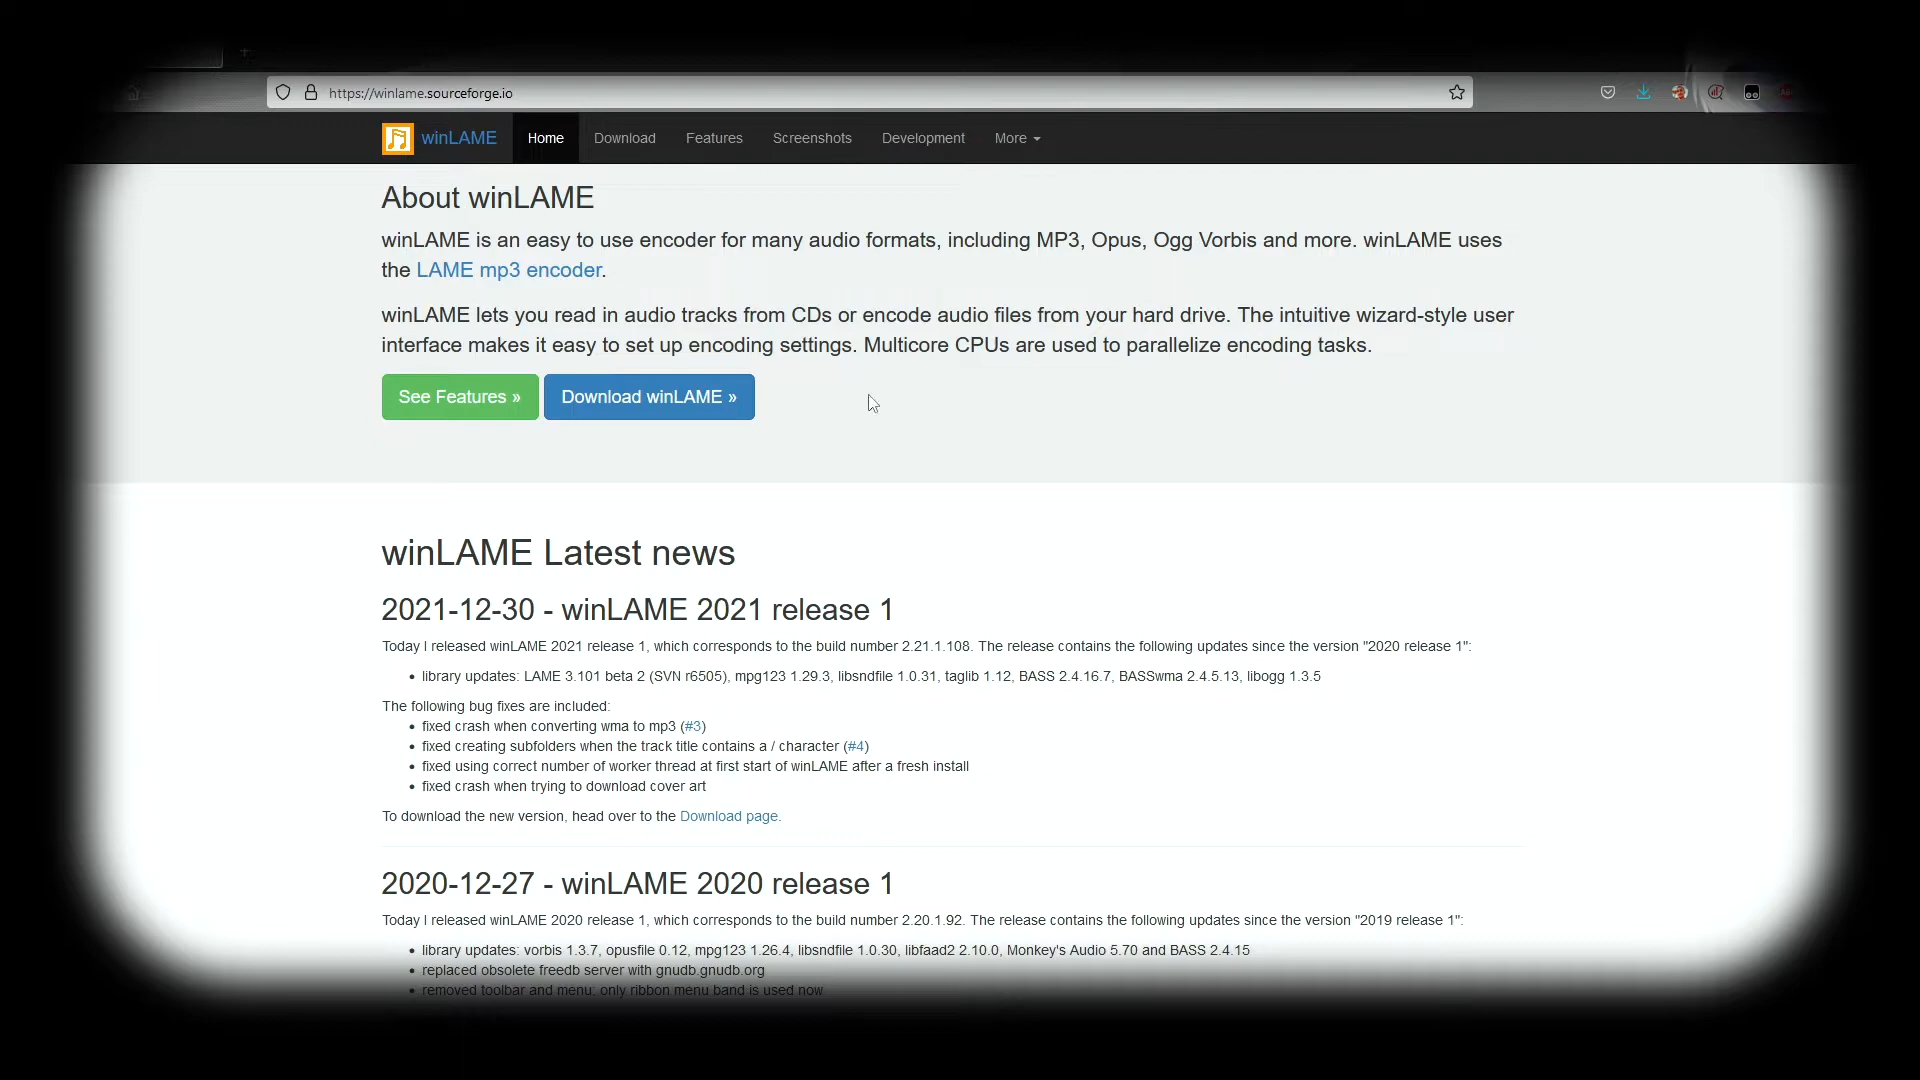 https://winlame.sourceforge.io
winLAME Home Download Features Screenshots Development More
About winLAME
winLAME is an easy to use encoder for many audio formats, including MP3, Opus, Ogg Vorbis and more. winLAME uses
the LAME mp3 encoder.
winLAME lets you read in audio tracks from CDs or encode audio files from your hard drive. The intuitive wizard-style user
interface makes it easy to set up encoding settings. Multicore CPUs are used to parallelize encoding tasks.
See Features » Download winLAME »
winLAME Latest news
2021-12-30 - winLAME 2021 release 1
Today I released winLAME 2021 release 1, which corresponds to the build number 2.21.1.108. The release contains the following updates since the version "2020 release 1":
• library updates: LAME 3.101 beta 2 (SVN r6505), mpg123 1.29.3, libsndfile 1.0.31, taglib 1.12, BASS 2.4.16.7, BASSwma 2.4.5.13, libogg 1.3.5
The following bug fixes are included:
• fixed crash when converting wma to mp3 (#3)
• fixed creating subfolders when the track title contains a / character (#4)
• fixed using correct number of worker thread at first start of winLAME after a fresh install
• fixed crash when trying to download cover art
To download the new version, head over to the Download page.
2020-12-27 - winLAME 2020 release 1
Today I released winLAME 2020 release 1, which corresponds to the build number 2.20.1.92. The release contains the following updates since the version "2019 release 1":
• library updates: vorbis 1.3.7, opusfile 0.12, mpg123 1.26.4, libsndfile 1.0.30, libfaad2 2.10.0, Monkey's Audio 5.70 and BASS 2.4.15
• replaced obsolete freedb server with gnudb.gnudb.org
• removed toolbar and menu; only ribbon menu band is used now